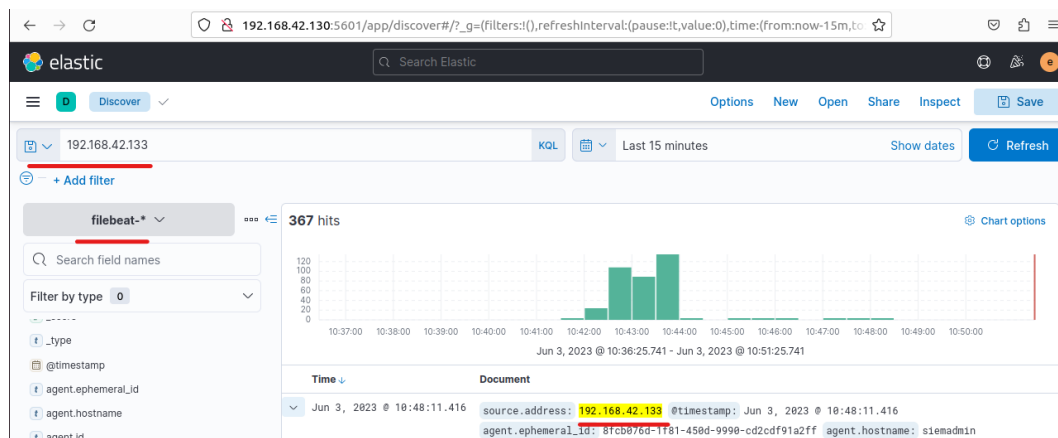 192.168.42.130:5601/app/discover#/?_g=(filters:!(),refreshInterval:(pause:!t,value:0),time:(from:now-15m,to:
elastic
Search Elastic
e
D Discover Options New Open Share Inspect Save
192.168.42.133 KQL Last 15 minutes Show dates Refresh
+ Add filter
filebeat-* 367 hits Chart options
Search field names
Filter by type 0
t _type
@timestamp
t agent.ephemeral_id
t agent.hostname
t agent.id
120
100
80
60
40
20
0
10:37:00 10:38:00 10:39:00 10:40:00 10:41:00 10:42:00 10:43:00 10:44:00 10:45:00 10:46:00 10:47:00 10:48:00 10:49:00 10:50:00
Jun 3, 2023 @ 10:36:25.741 - Jun 3, 2023 @ 10:51:25.741
Time Document
Jun 3, 2023 @ 10:48:11.416 source.address: 192.168.42.133 @timestamp: Jun 3, 2023 @ 10:48:11.416
agent.ephemeral_id: 8fcb076d-1f81-450d-9990-cd2cdf91a2ff agent.hostname: siemadmin